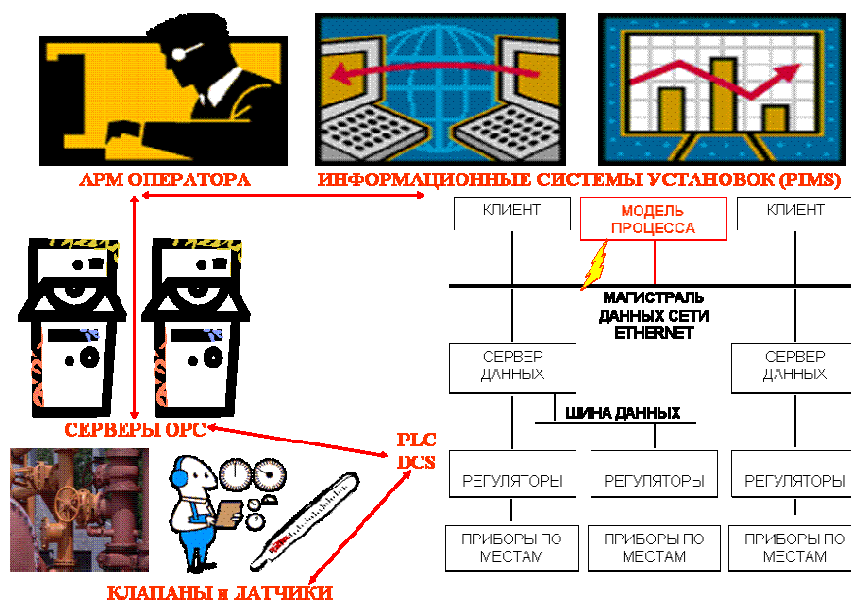 АРМ ОПЕРАТОРА
ИНФОРМАЦИОННЫЕ СИСТЕМЫ УСТАНОВОК (PIMS)
КЛИЕНТ
МОДЕЛЬ
ПРОЦЕССА
КЛИЕНТ
МАГИСТРАЛЬ
ДАННЫХ СЕТИ
ETHERNET
СЕРВЕР
ДАННЫХ
СЕРВЕР
ДАННЫХ
ШИНА ДАННЫХ
СЕРВЕРЫ OPC
PLC
DCS
РЕГУЛЯТОРЫ
РЕГУЛЯТОРЫ
РЕГУЛЯТОРЫ
ПРИБОРЫ ПО
МЕСТАМ
ПРИБОРЫ ПО
МЕСТАМ
ПРИБОРЫ ПО
МЕСТАМ
КЛАПАНЫ и ДАТЧИКИ